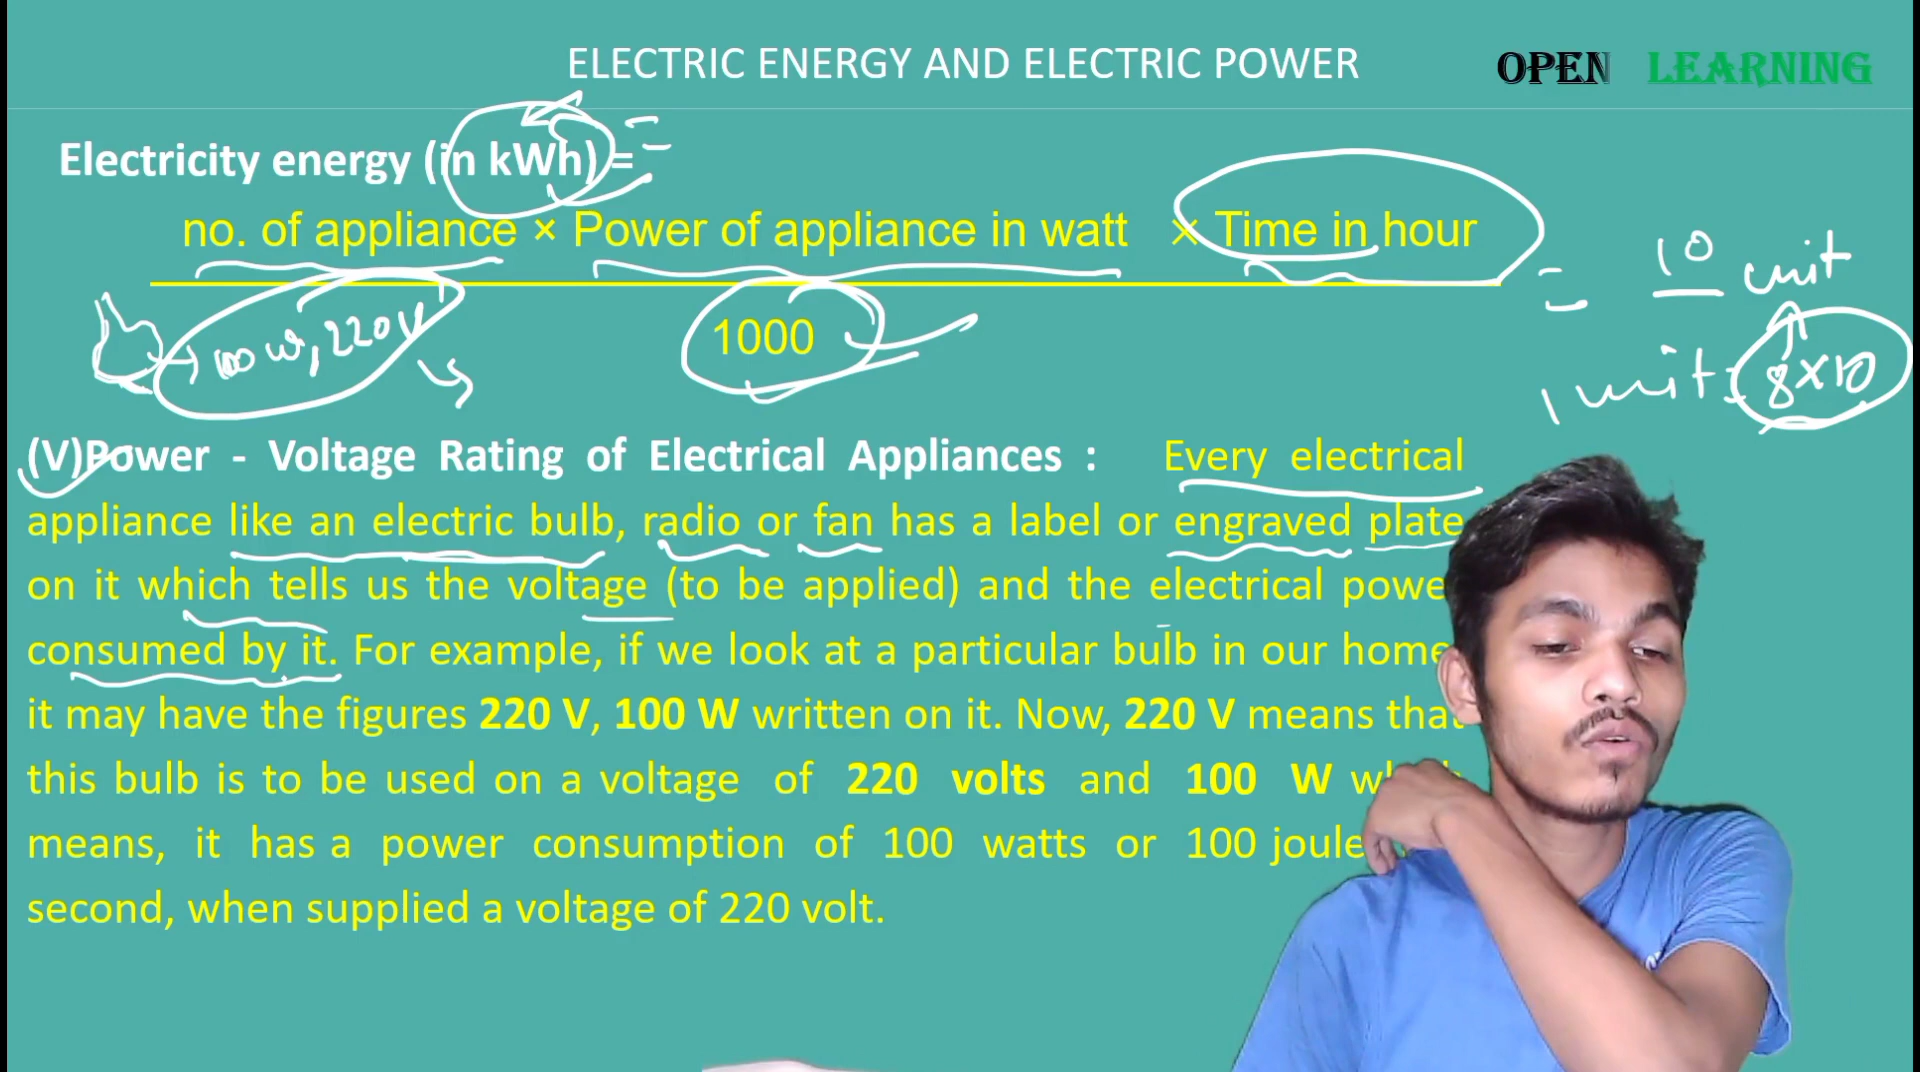 ELECTRIC ENERGY AND ELECTRIC POWER
OPEN LEARNING
Electricity energy (in kWh) = =
no. of appliance × Power of appliance in watt × Time in hour
1000
= 10 unit
1 unit = 8×10
100 W, 220 V
(V)Power - Voltage Rating of Electrical Appliances : Every electrical
appliance like an electric bulb, radio or fan has a label or engraved plate
on it which tells us the voltage (to be applied) and the electrical powe
consumed by it. For example, if we look at a particular bulb in our home
it may have the figures 220 V, 100 W written on it. Now, 220 V means that
this bulb is to be used on a voltage of 220 volts and 100 W
means, it has a power consumption of 100 watts or 100 joule
second, when supplied a voltage of 220 volt.